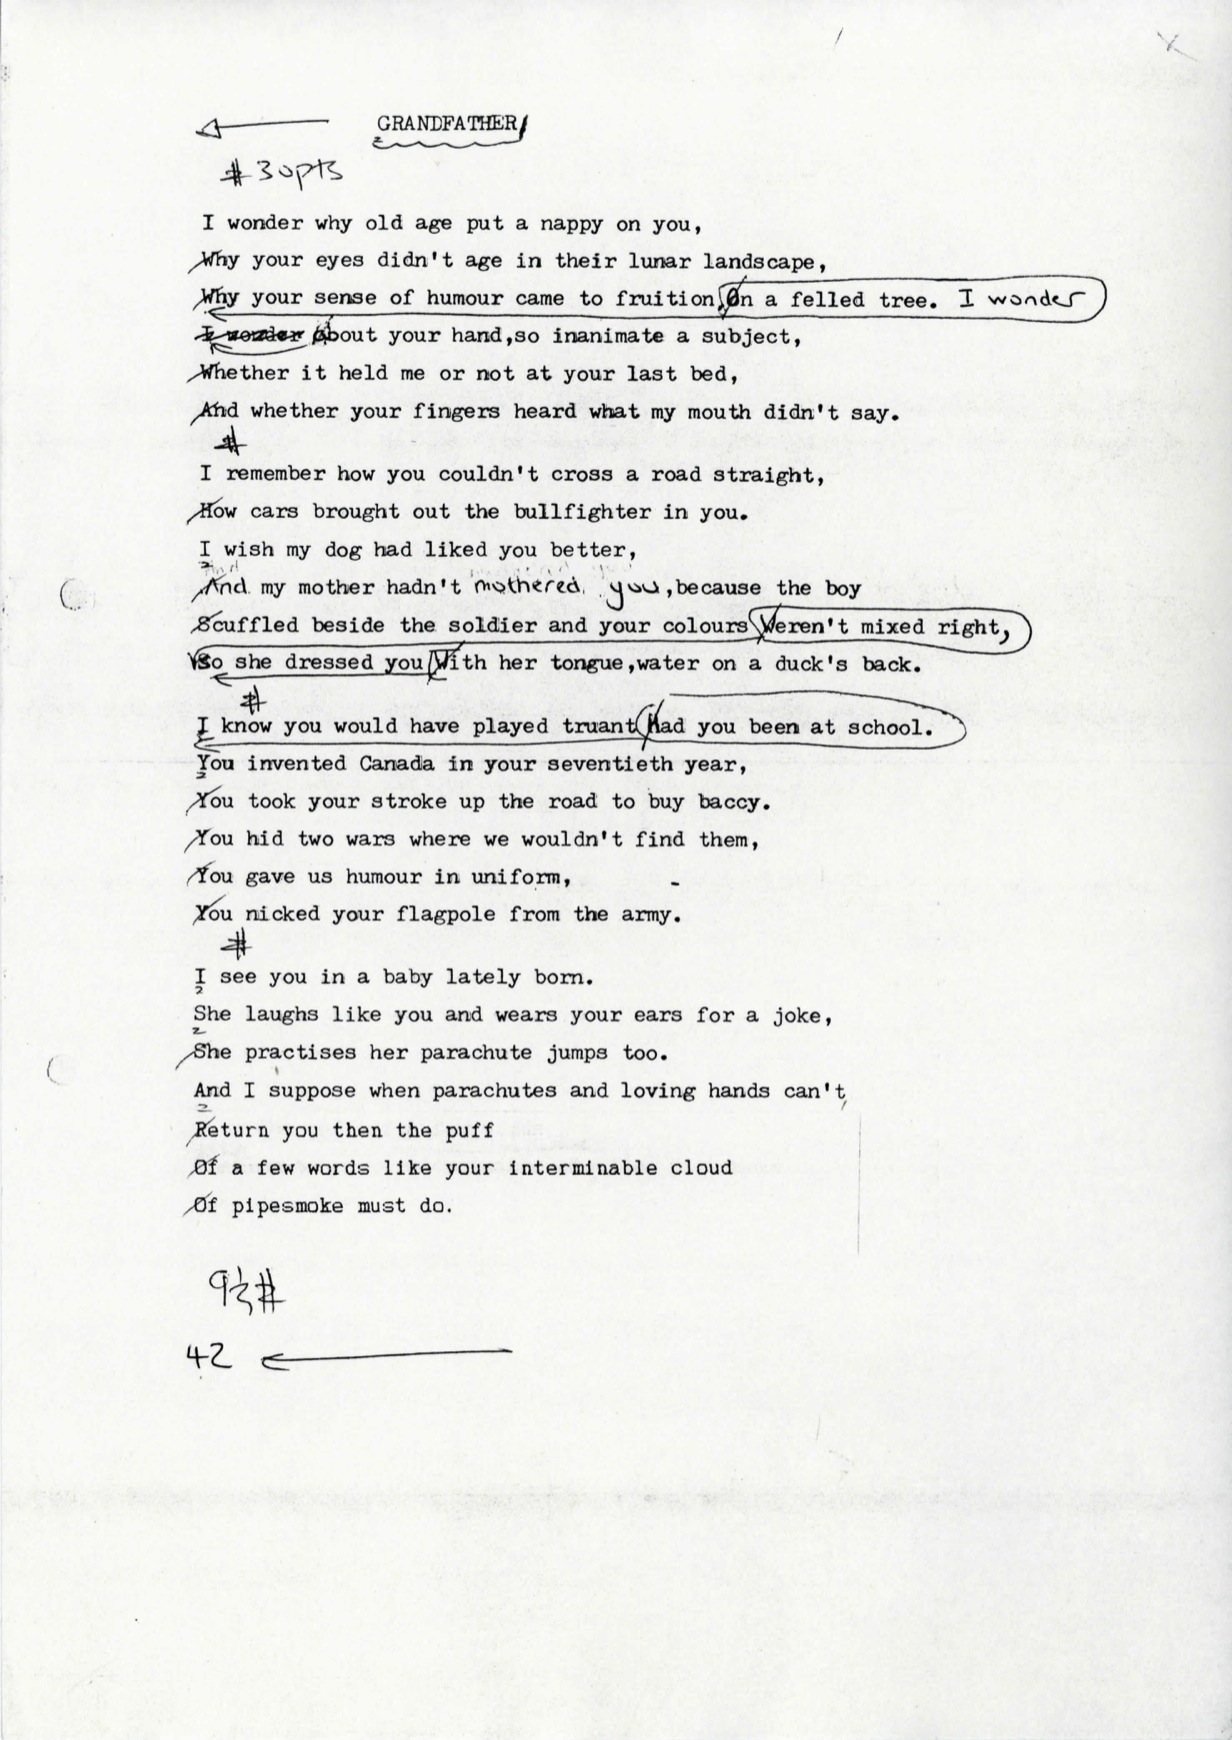 GRANDFATHER
# 30pts
I wonder why old age put a nappy on you,
Why your eyes didn't age in their lunar landscape,
Why your sense of humour came to fruition, On a felled tree. I wonder
I wonder About your hand,so inanimate a subject,
Whether it held me or not at your last bed,
And whether your fingers heard what my mouth didn't say.
#
I remember how you couldn't cross a road straight,
How cars brought out the bullfighter in you.
I wish my dog had liked you better,
And my mother hadn't mothered you,because the boy
Scuffled beside the soldier and your colours Weren't mixed right,
So she dressed you With her tongue,water on a duck's back.
#
I know you would have played truant Had you been at school.
You invented Canada in your seventieth year,
You took your stroke up the road to buy baccy.
You hid two wars where we wouldn't find them,
You gave us humour in uniform,
You nicked your flagpole from the army.
#
I see you in a baby lately born.
She laughs like you and wears your ears for a joke,
She practises her parachute jumps too.
And I suppose when parachutes and loving hands can't
Return you then the puff
Of a few words like your interminable cloud
Of pipesmoke must do.
9½#
42